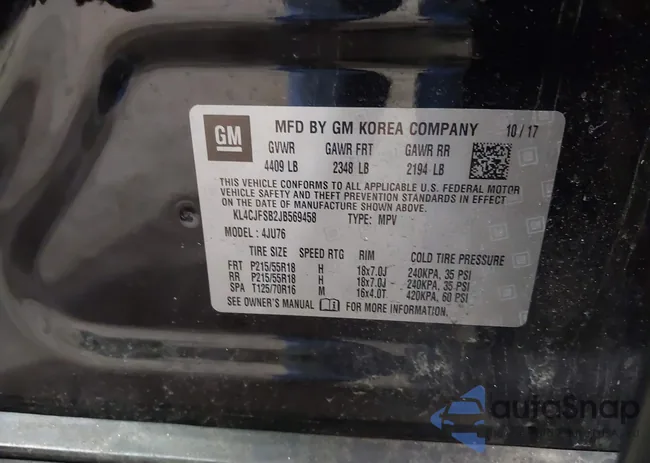 GM MFD BY GM KOREA COMPANY 10/17
GVWR GAWR FRT GAWR RR
4409 LB 2348 LB 2194 LB
THIS VEHICLE CONFORMS TO ALL APPLICABLE U.S. FEDERAL MOTOR
VEHICLE SAFETY AND THEFT PREVENTION STANDARDS IN EFFECT
ON THE DATE OF MANUFACTURE SHOWN ABOVE.
KL4CJFSB2JB569458 TYPE: MPV
MODEL: 4JU76
TIRE SIZE SPEED RTG RIM COLD TIRE PRESSURE
FRT P215/55R18 H 18x7.0J 240KPA, 35 PSI
RR P215/55R18 H 18x7.0J 240KPA, 35 PSI
SPA T125/70R16 M 16x4.0T 420KPA, 60 PSI
SEE OWNER'S MANUAL FOR MORE INFORMATION.
autoSnap